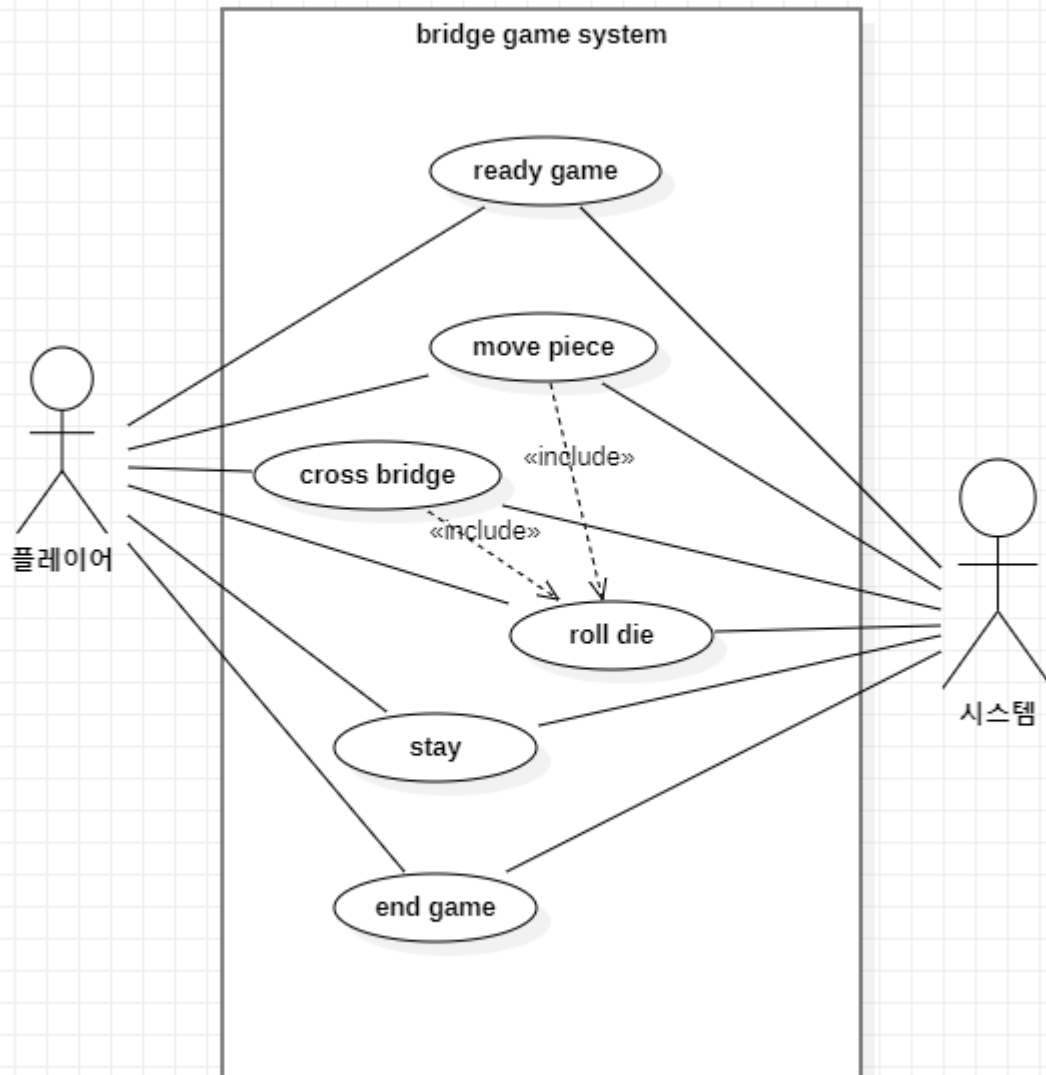 bridge game system
ready game
move piece
«include»
cross bridge
«include»
플레이어
roll die
시스템
stay
end game